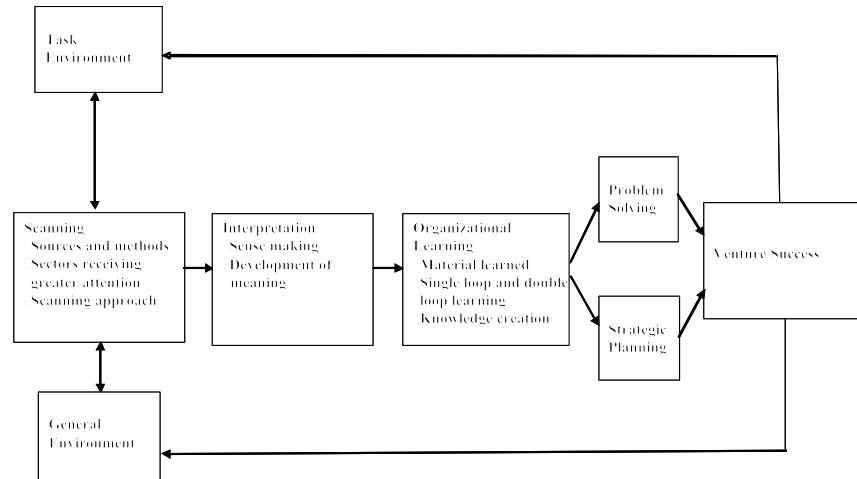 Task
Environment
Scanning
Sources and methods
Sectors receiving
greater attention
Scanning approach
Interpretation
Sense making
Development of
meaning
Organizational
Learning
Material learned
Single loop and double
loop learning
Knowledge creation
Problem
Solving
Strategic
Planning
Venture Success
General
Environment